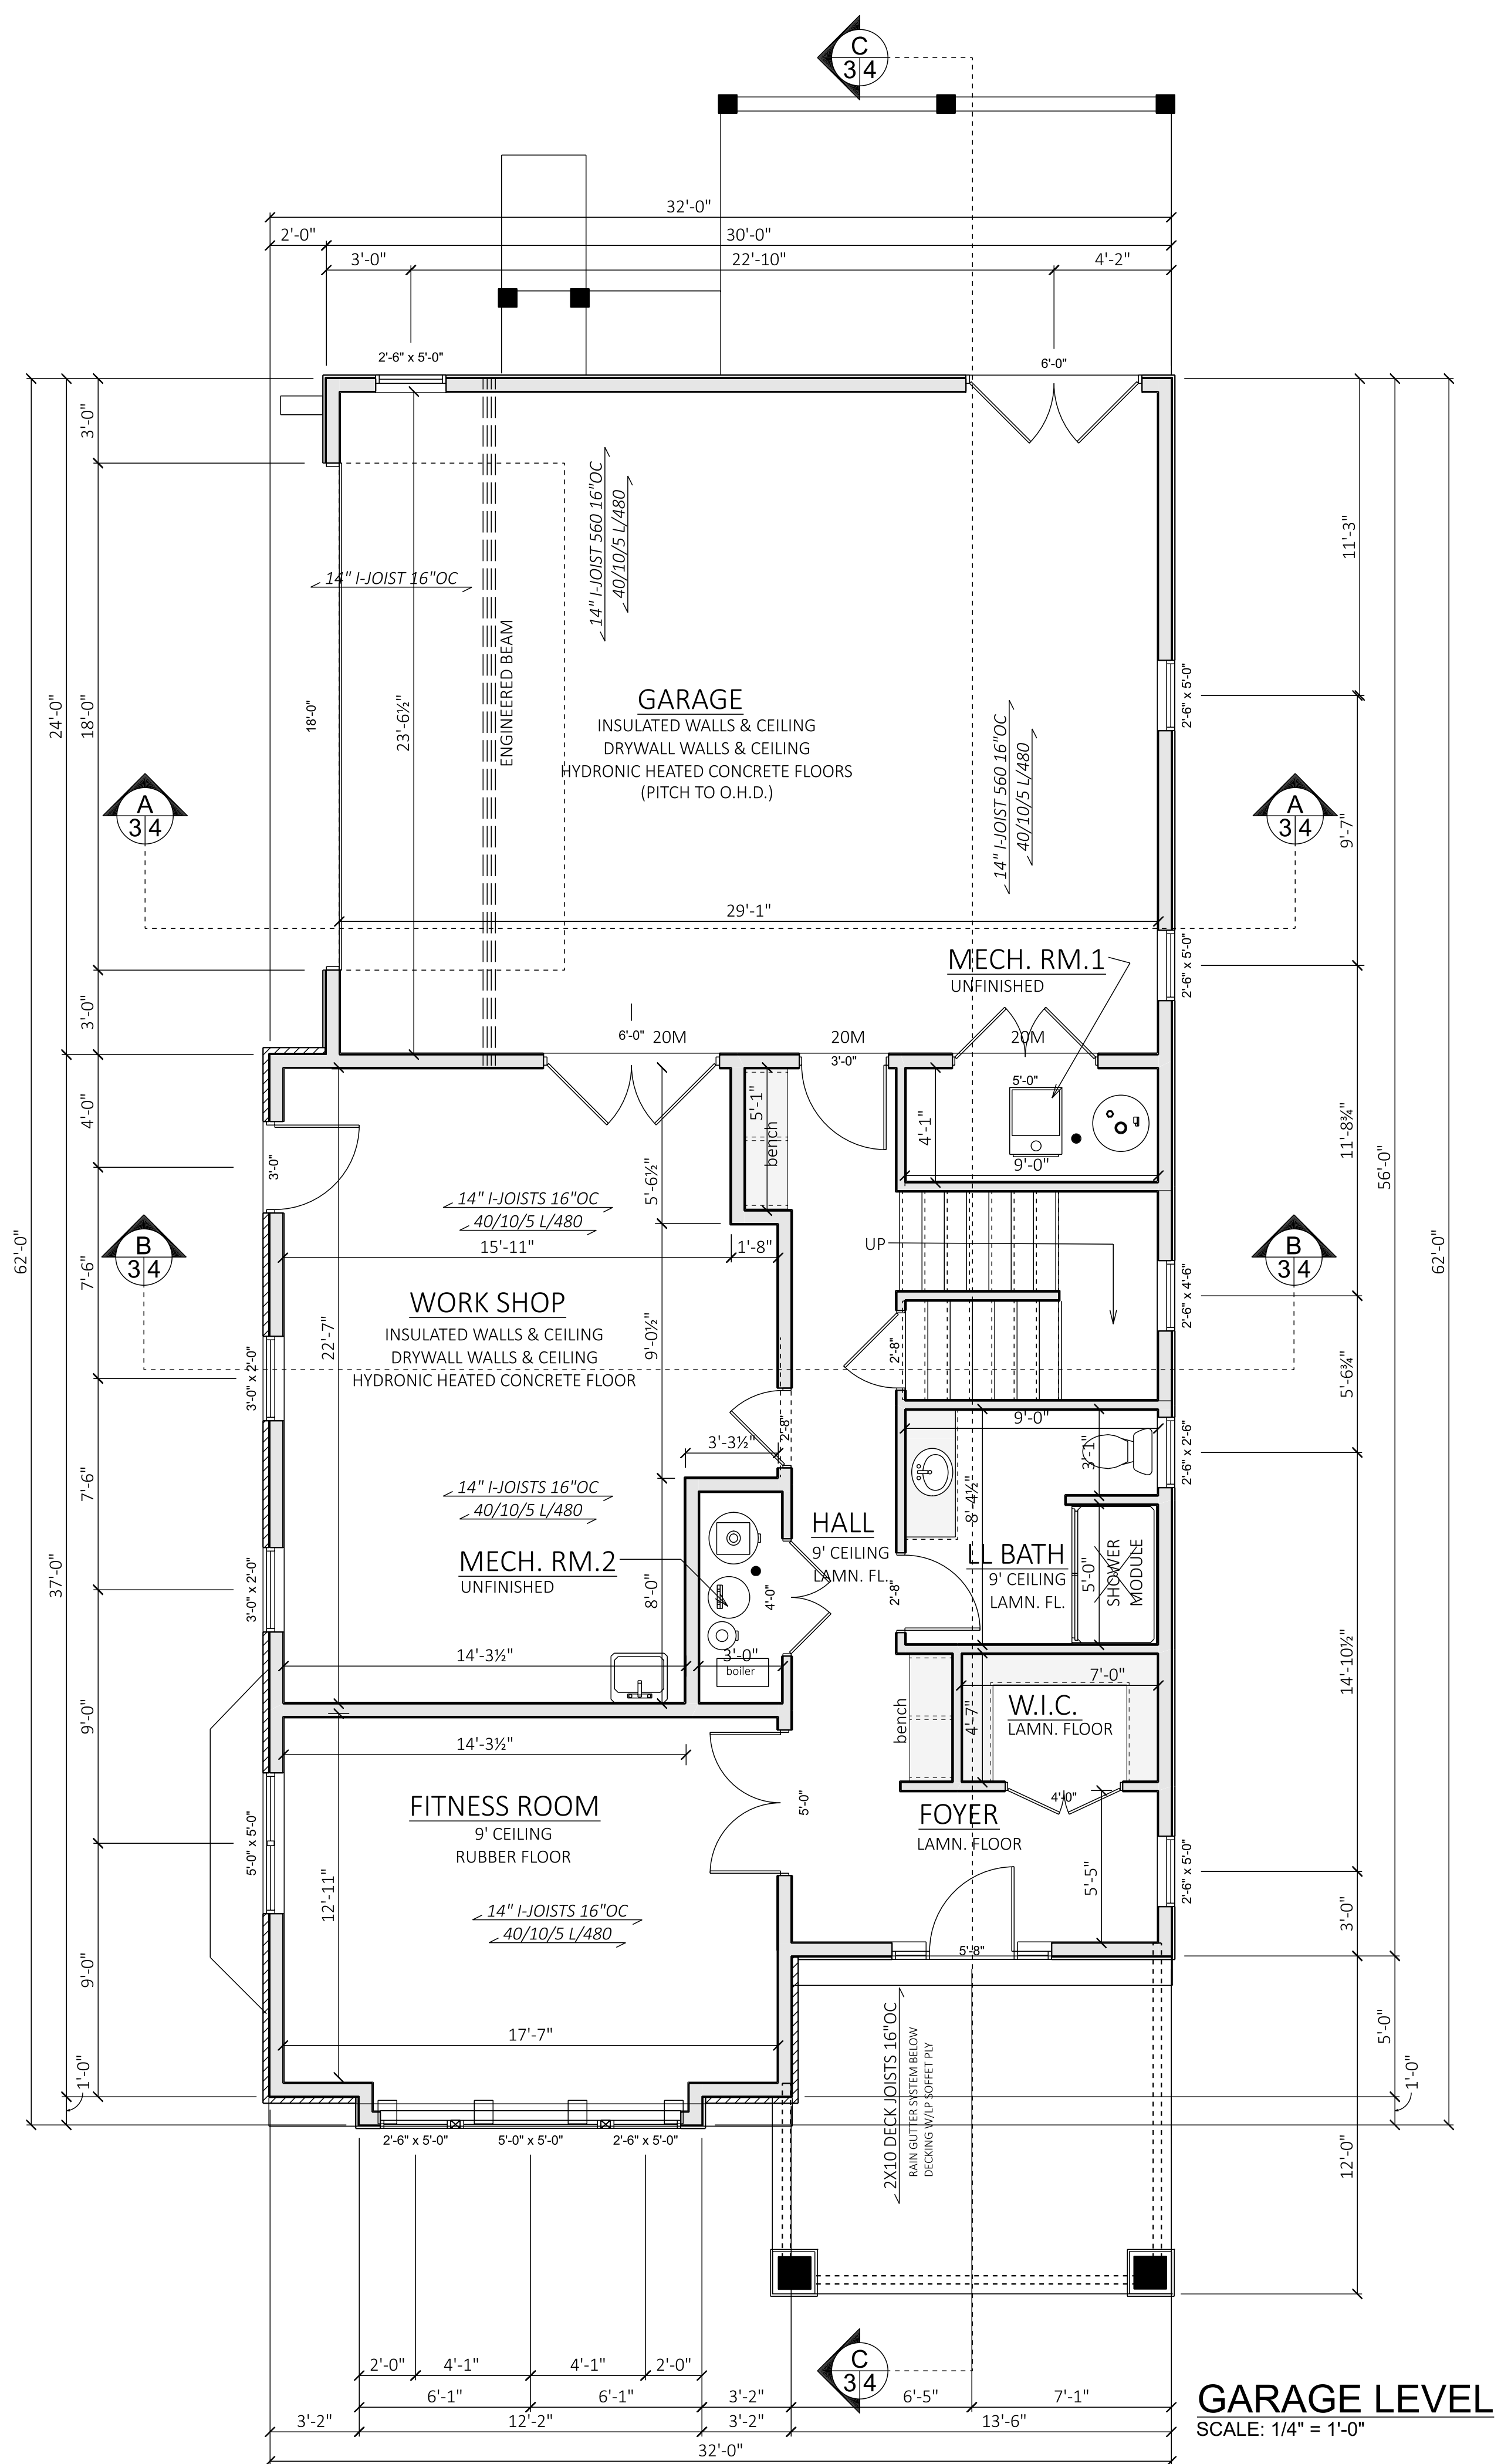 C
3 4
32'-0"
2'-0"
30'-0"
3'-0"
22'-10"
4'-2"
2'-6" x 5'-0"
6'-0"
3'-0"
18'-0"
24'-0"
3'-0"
62'-0"
18'-0"
14" I-JOIST 16"OC
23'-6½"
ENGINEERED BEAM
14" I-JOIST 560 16"OC
40/10/5 L/480
GARAGE
INSULATED WALLS & CEILING
DRYWALL WALLS & CEILING
HYDRONIC HEATED CONCRETE FLOORS
(PITCH TO O.H.D.)
14" I-JOIST 560 16"OC
40/10/5 L/480
29'-1"
11'-3"
2'-6" x 5'-0"
9'-7"
2'-6" x 5'-0"
A
3 4
A
3 4
MECH. RM.1
UNFINISHED
6'-0"
20M
20M
3'-0"
20M
5'-0"
4'-0"
3'-0"
5'-1"
bench
4'-1"
9'-0"
11'-8¾"
56'-0"
62'-0"
14" I-JOISTS 16"OC
40/10/5 L/480
5'-6½"
15'-11"
1'-8"
UP
B
3 4
B
3 4
7'-6"
2'-6" x 4'-6"
WORK SHOP
INSULATED WALLS & CEILING
DRYWALL WALLS & CEILING
HYDRONIC HEATED CONCRETE FLOOR
22'-7"
9'-0½"
3'-0" x 2'-0"
2'-8"
5'-6¾"
2'-8"
3'-3½"
9'-0"
3'-1"
2'-6" x 2'-6"
7'-6"
14" I-JOISTS 16"OC
40/10/5 L/480
8'-4½"
HALL
9' CEILING
LAMN. FL.
LL BATH
9' CEILING
LAMN. FL.
5'-0"
SHOWER
MODULE
37'-0"
3'-0" x 2'-0"
MECH. RM.2
UNFINISHED
8'-0"
4'-0"
2'-8"
14'-3½"
3'-0"
boiler
14'-10½"
7'-0"
W.I.C.
LAMN. FLOOR
4'-7"
bench
9'-0"
14'-3½"
5'-0" x 5'-0"
FITNESS ROOM
9' CEILING
RUBBER FLOOR
5'-0"
4'-0"
FOYER
LAMN. FLOOR
5'-5"
2'-6" x 5'-0"
12'-11"
14" I-JOISTS 16"OC
40/10/5 L/480
3'-0"
5'-8"
9'-0"
17'-7"
1'-0"
2X10 DECK JOISTS 16"OC
RAIN GUTTER SYSTEM BELOW
DECKING W/LP SOFFET PLY
5'-0"
1'-0"
12'-0"
2'-6" x 5'-0"
5'-0" x 5'-0"
2'-6" x 5'-0"
C
3 4
2'-0"
4'-1"
4'-1"
2'-0"
6'-1"
6'-1"
3'-2"
6'-5"
7'-1"
3'-2"
12'-2"
3'-2"
13'-6"
32'-0"
GARAGE LEVEL
SCALE: 1/4" = 1'-0"